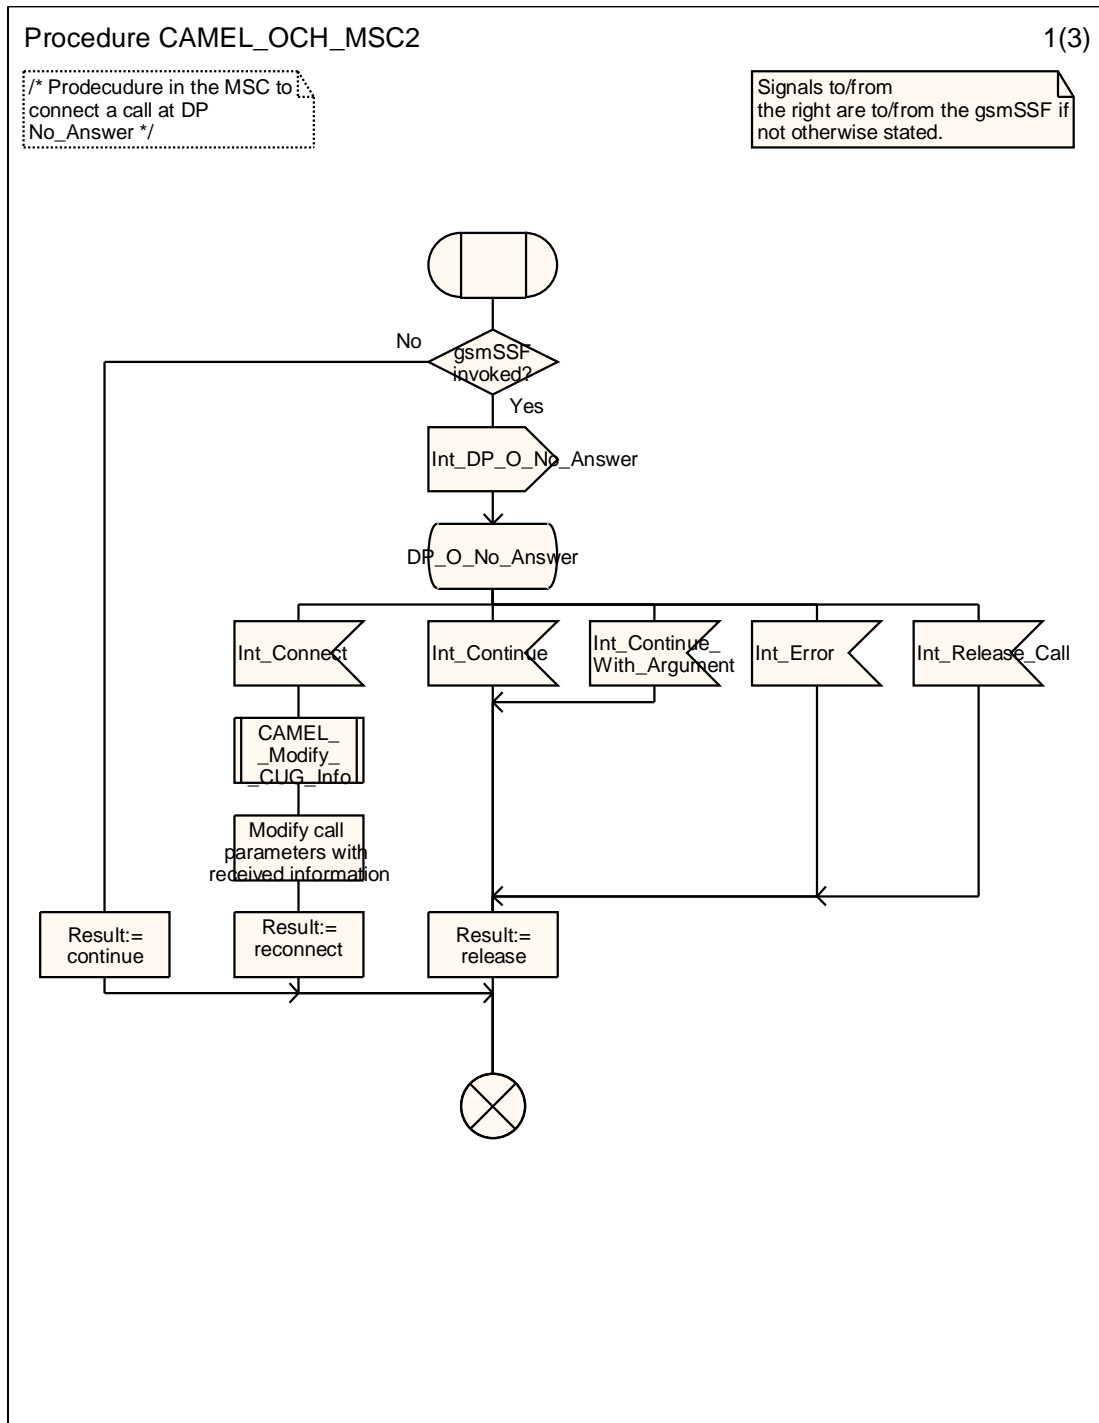 Procedure CAMEL_OCH_MSC2
1(3)
/* Prodecudure in the MSC to
connect a call at DP
No_Answer */
Signals to/from
the right are to/from the gsmSSF if
not otherwise stated.
No
gsmSSF
invoked?
Yes
Int_DP_O_No_Answer
DP_O_No_Answer
Int_Connect
Int_Continue
Int_Continue_
With_Argument
Int_Error
Int_Release_Call
CAMEL_
_Modify_
_CUG_Info
Modify call
parameters with
received information
Result:=
continue
Result:=
reconnect
Result:=
release